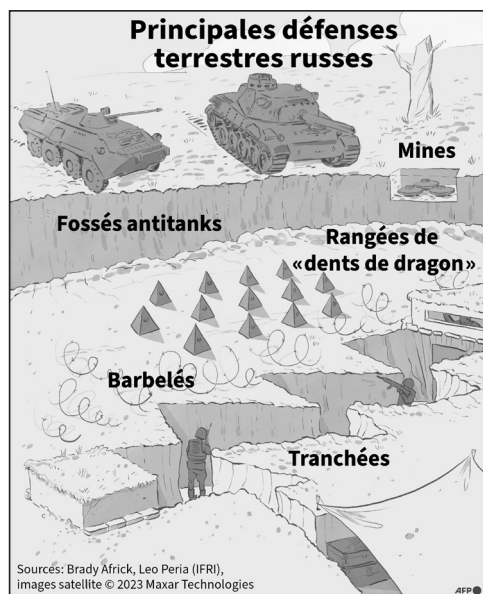 Principales défenses
terrestres russes
Mines
Fossés antitanks
Rangées de
«dents de dragon»
Barbelés
Tranchées
Sources: Brady Africk, Leo Peria (IFRI),
images satellite © 2023 Maxar Technologies
AFP